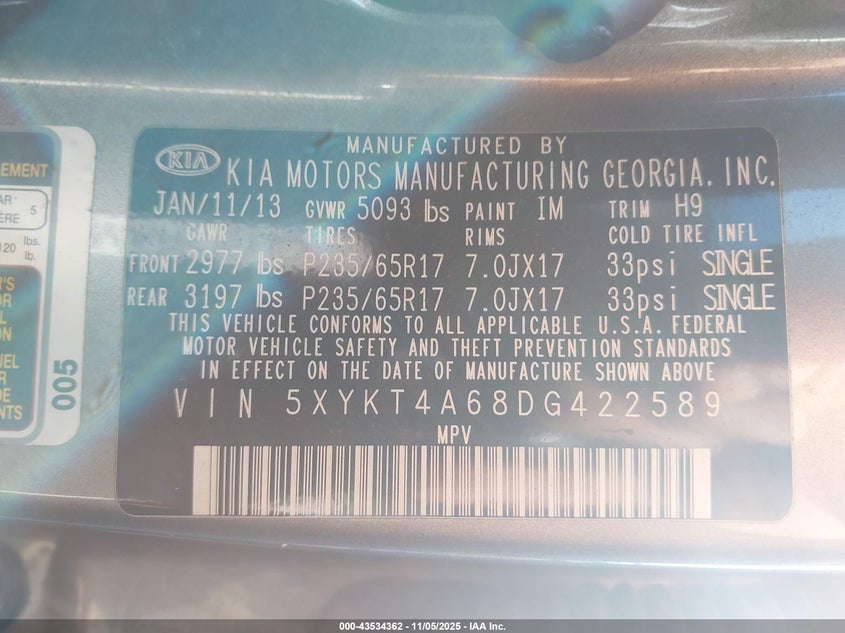 MANUFACTURED BY
KIA KIA MOTORS MANUFACTURING GEORGIA, INC.
JAN/11/13 GVWR 5093 lbs PAINT IM TRIM H9
GAWR TIRES RIMS COLD TIRE INFL
FRONT 2977 lbs P235/65R17 7.0JX17 33psi SINGLE
REAR 3197 lbs P235/65R17 7.0JX17 33psi SINGLE
THIS VEHICLE CONFORMS TO ALL APPLICABLE U.S.A. FEDERAL
MOTOR VEHICLE SAFETY AND THEFT PREVENTION STANDARDS
IN EFFECT ON THE DATE OF MANUFACTURE SHOWN ABOVE
VIN 5XYKT4A68DG422589
MPV
5
120 lbs.
lb.
005
000-43534362 - 11/05/2025 - IAA Inc.